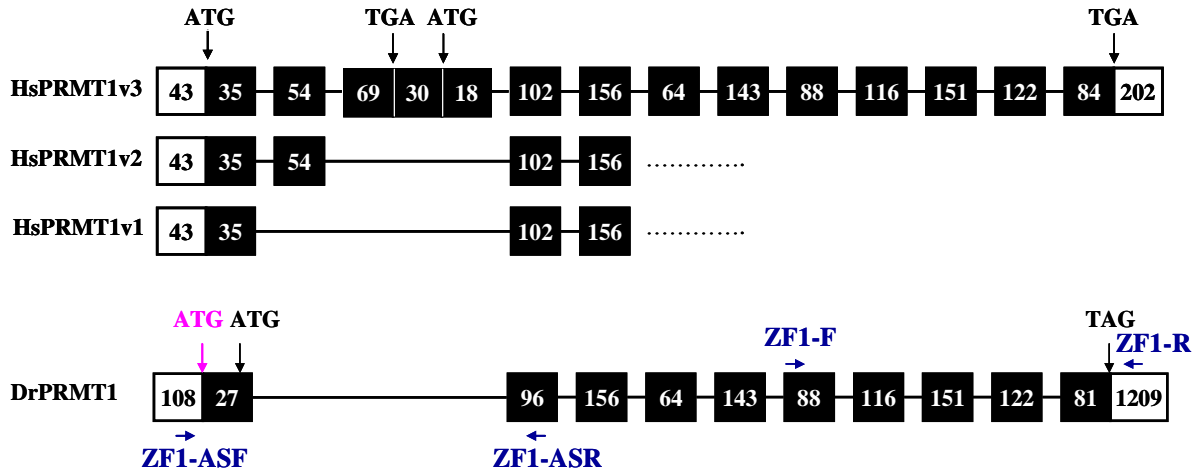 ATG TGA ATG TGA
HsPRMT1v3 43 35 54 69 30 18 102 156 64 143 88 116 151 122 84 202
HsPRMT1v2 43 35 54 102 156 .............
HsPRMT1v1 43 35 102 156 .............
ATG ATG ZF1-F TAG ZF1-R
DrPRMT1 108 27 96 156 64 143 88 116 151 122 81 1209
ZF1-ASF ZF1-ASR